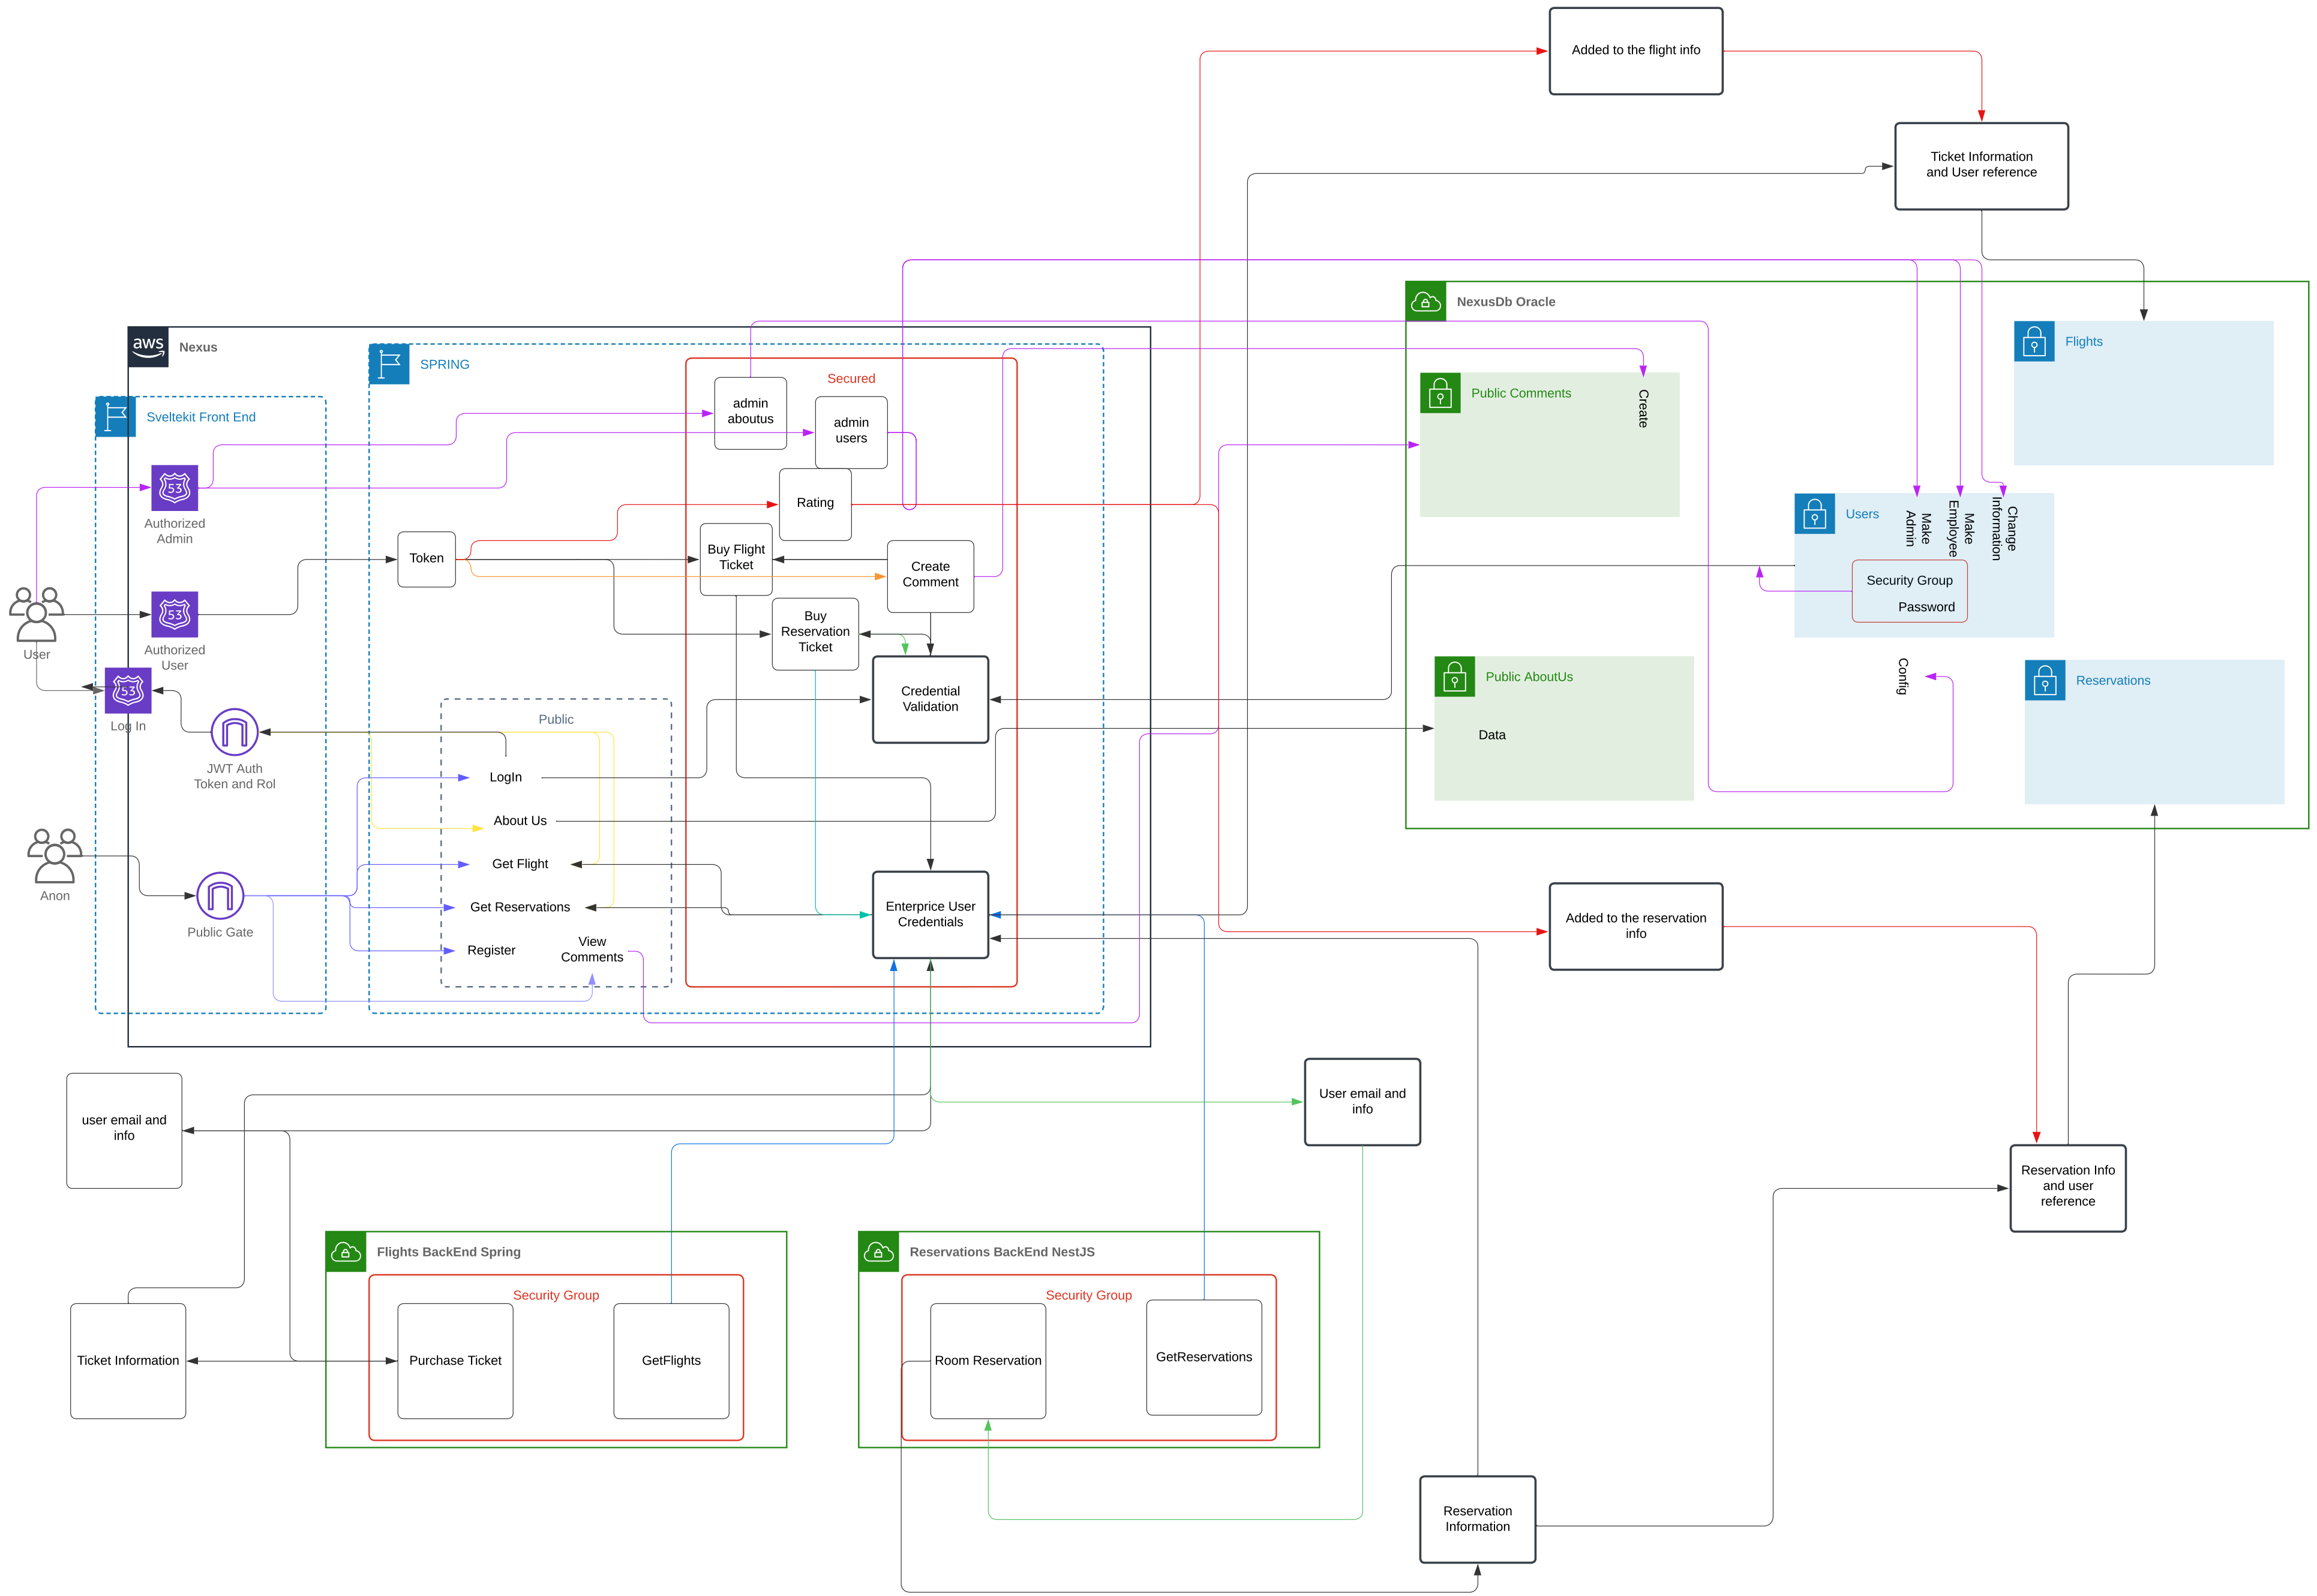 Added to the flight info
Ticket Information
and User reference
NexusDb Oracle
Flights
aws
Nexus
SPRING
Secured
Sveltekit Front End
admin
aboutus
admin
users
Public Comments
Create
53
Authorized
Admin
Rating
Users
Make
Admin
Make
Employee
Change
Information
Token
Buy Flight
Ticket
Create
Comment
Security Group
Password
53
Authorized
User
User
Buy
Reservation
Ticket
53
Log In
Credential
Validation
Public AboutUs
Data
Config
Reservations
Public
JWT Auth
Token and Rol
LogIn
About Us
Get Flight
Get Reservations
Register
View
Comments
Anon
Public Gate
Enterprice User
Credentials
Added to the reservation
info
user email and
info
User email and
info
Reservation Info
and user
reference
Flights BackEnd Spring
Security Group
Purchase Ticket
GetFlights
Ticket Information
Reservations BackEnd NestJS
Security Group
Room Reservation
GetReservations
Reservation
Information